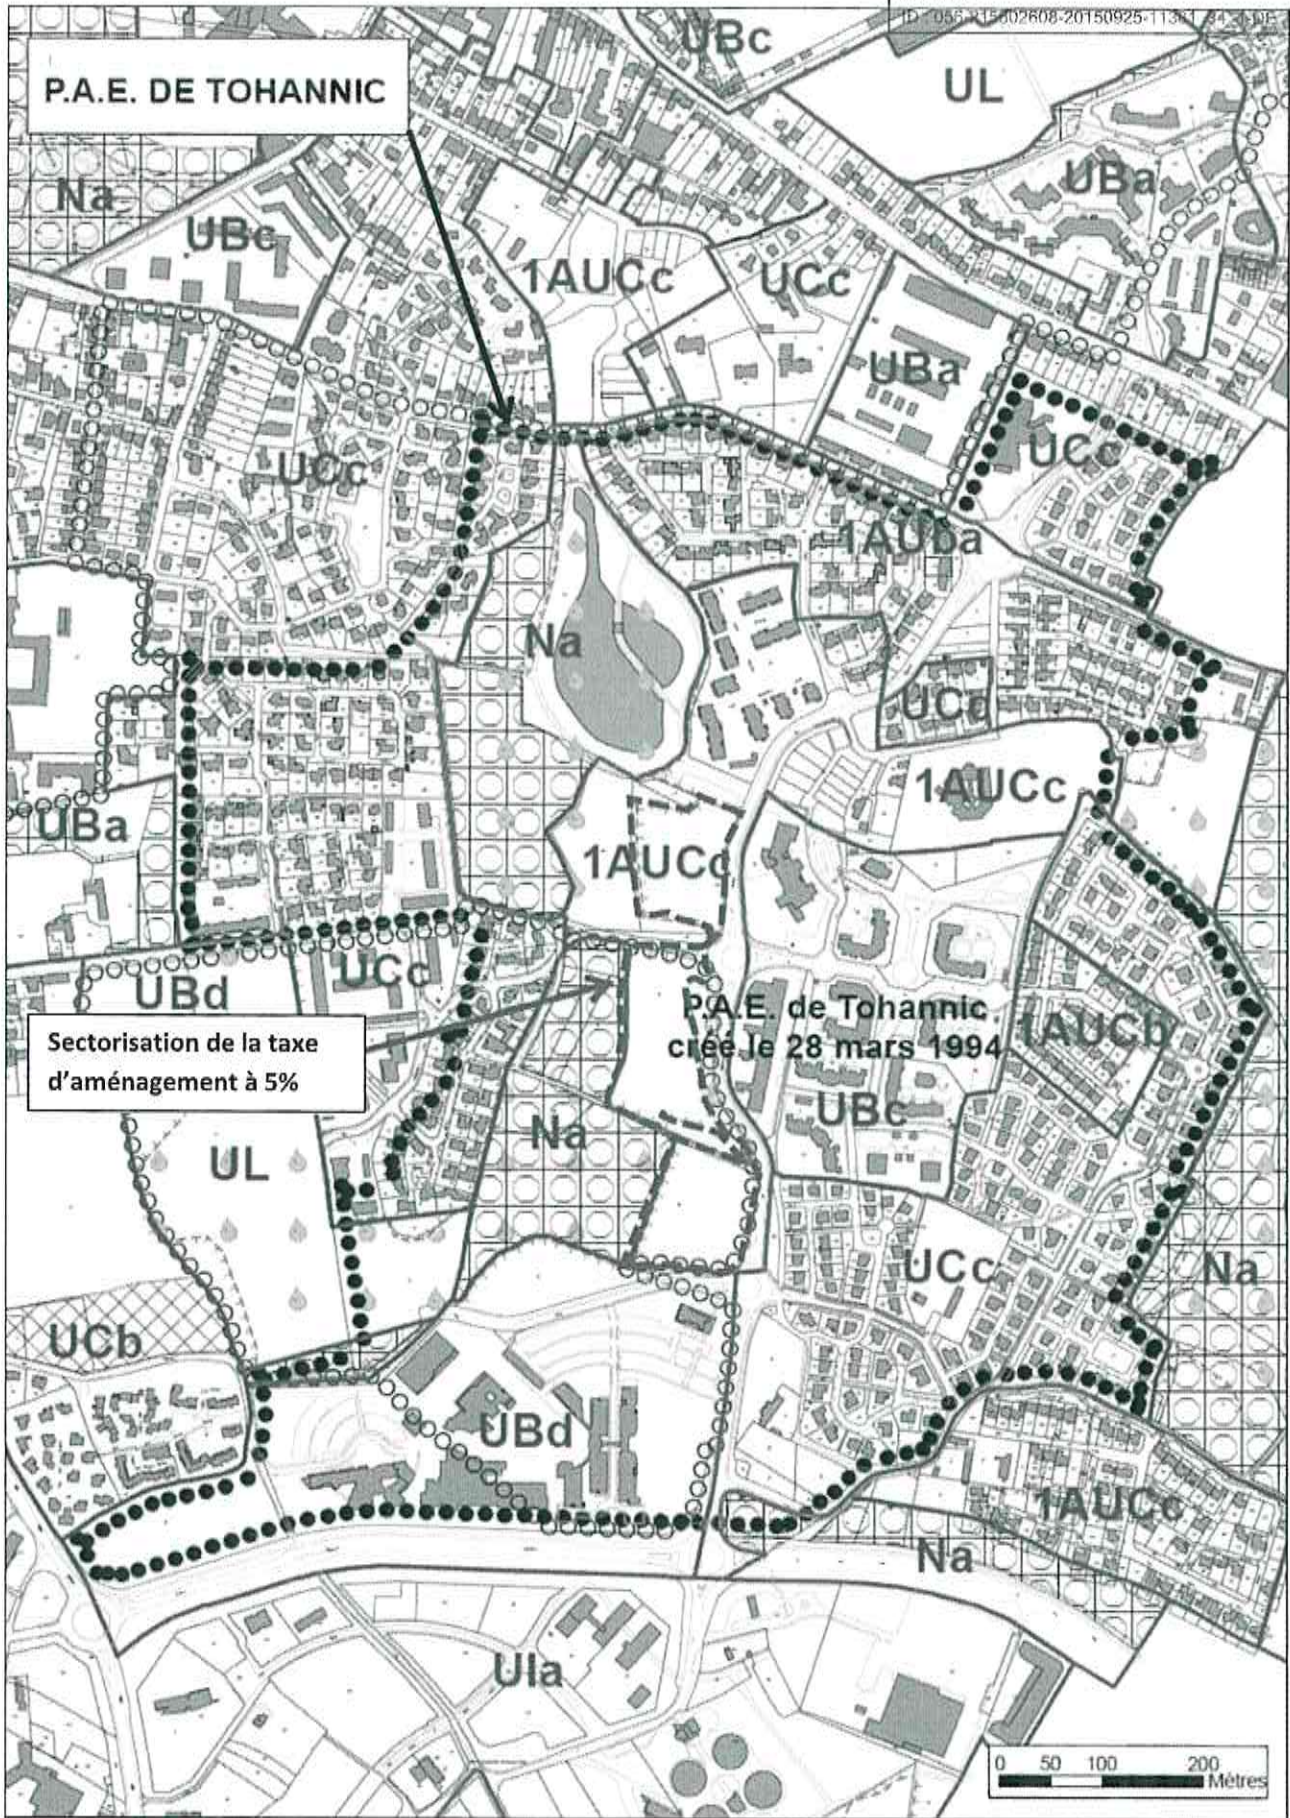 UBc
UL
P.A.E. DE TOHANNIC
Na
UBc
UBa
1AUCc
UCc
UBa
UCc
UCc
1AUba
Na
UCc
1AUCc
UBa
1AUCc
UCc
UBd
P.A.E. de Tohannic
créé le 28 mars 1994
1AUCb
Sectorisation de la taxe
d'aménagement à 5%
UBc
Na
UL
UCc
Na
UCb
UBd
1AUCc
Na
UIa
0 50 100 200
Mètres